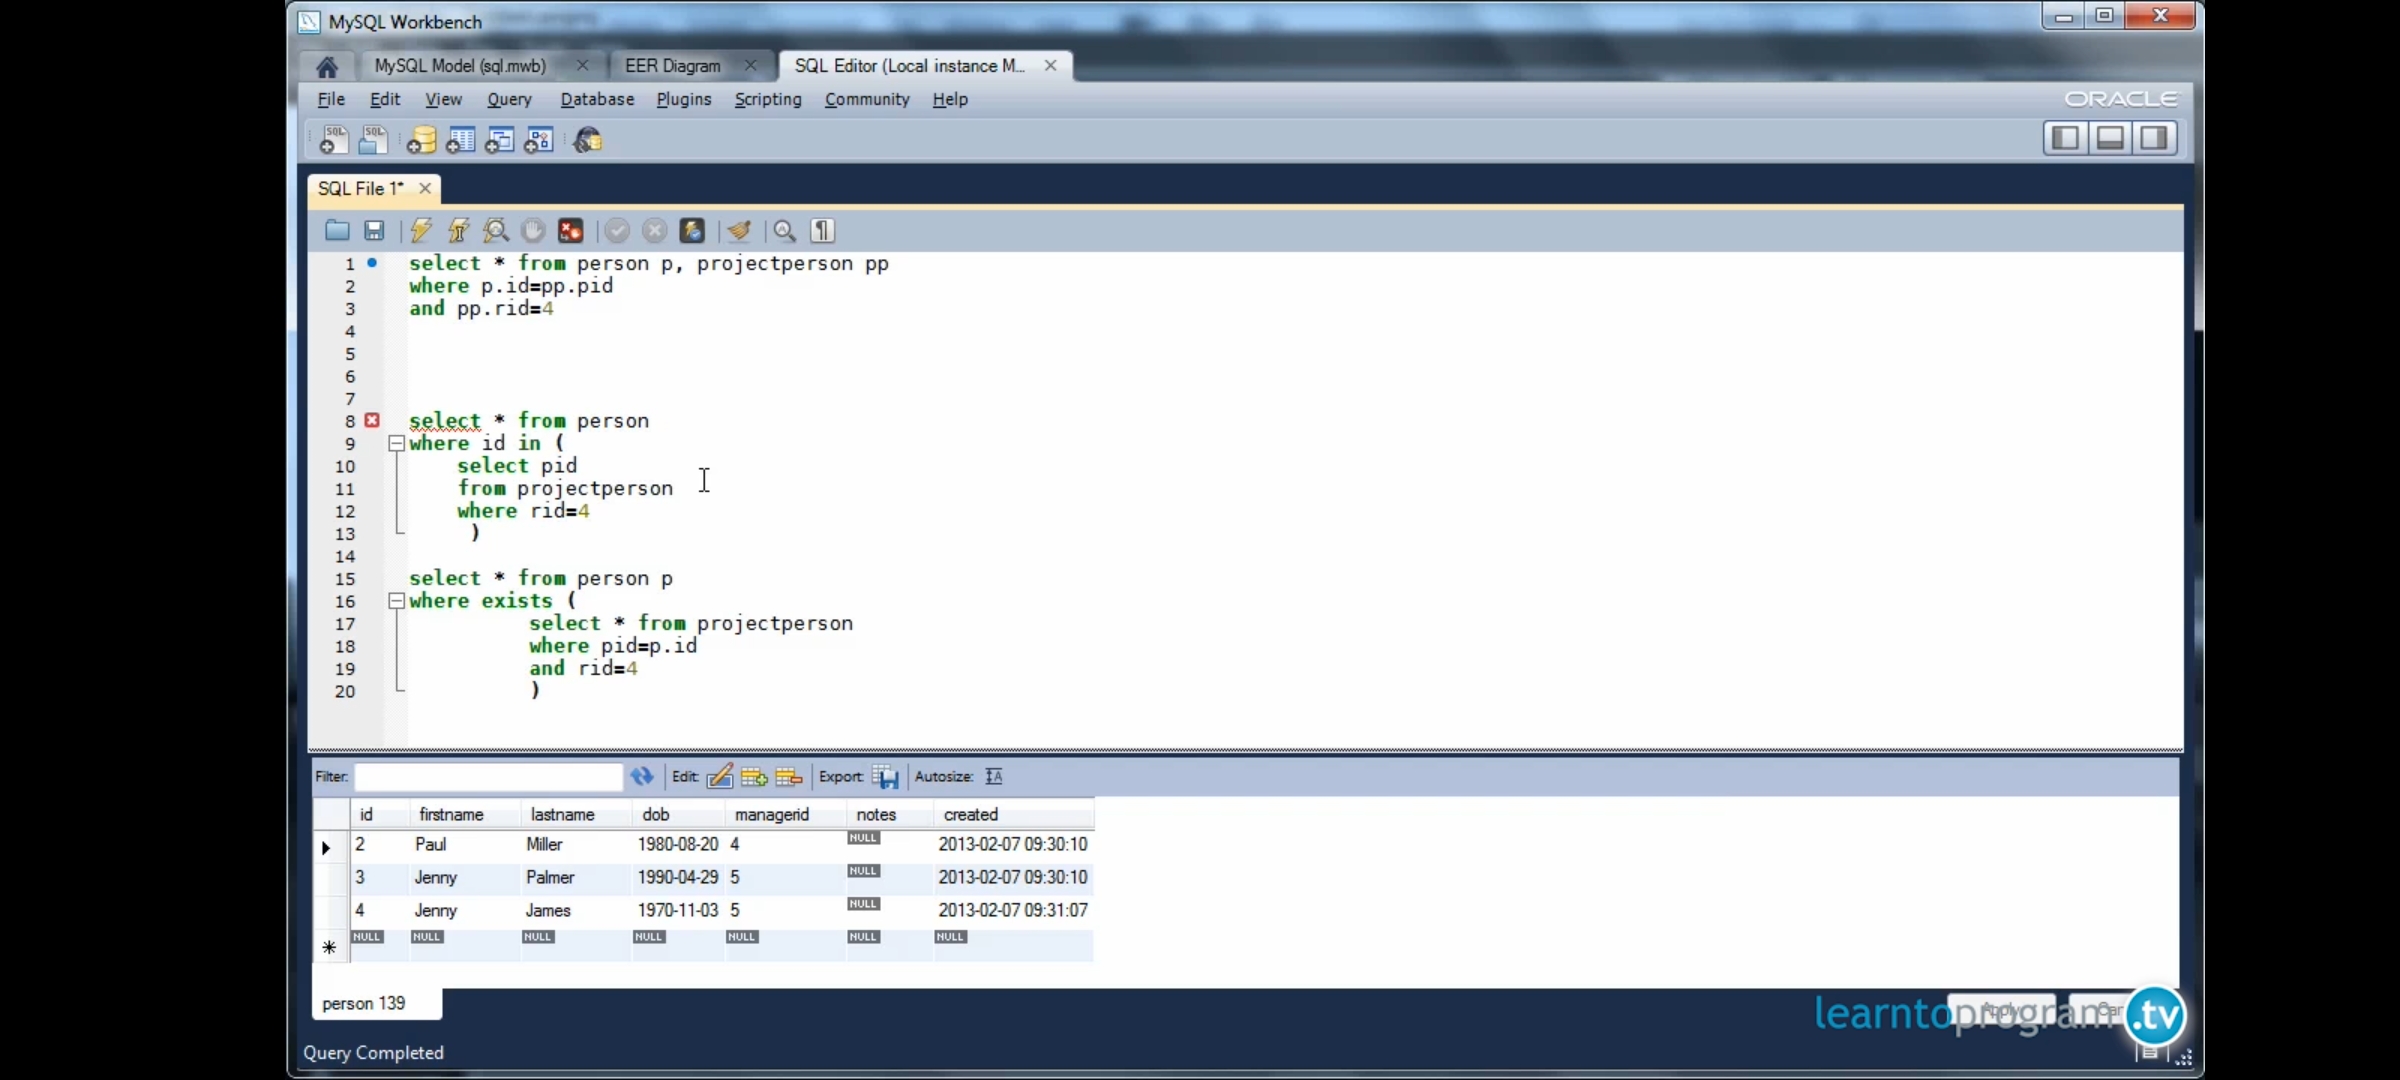 MySQL Workbench
MySQL Model (sql.mwb)
EER Diagram
SQL Editor (Local instance M...
File Edit View Query Database Plugins Scripting Community Help
ORACLE
SQL File 1*
1 select * from person p, projectperson pp
2 where p.id=pp.pid
3 and pp.rid=4
4
5
6
7
8 select * from person
9 where id in (
10 select pid
11 from projectperson
12 where rid=4
13 )
14
15 select * from person p
16 where exists (
17 select * from projectperson
18 where pid=p.id
19 and rid=4
20 )
Filter: Edit: Export: Autosize:
id firstname lastname dob managerid notes created
2 Paul Miller 1980-08-20 4 NULL 2013-02-07 09:30:10
3 Jenny Palmer 1990-04-29 5 NULL 2013-02-07 09:30:10
4 Jenny James 1970-11-03 5 NULL 2013-02-07 09:31:07
NULL NULL NULL NULL NULL NULL NULL
person 139
learntoprogram.tv
Query Completed